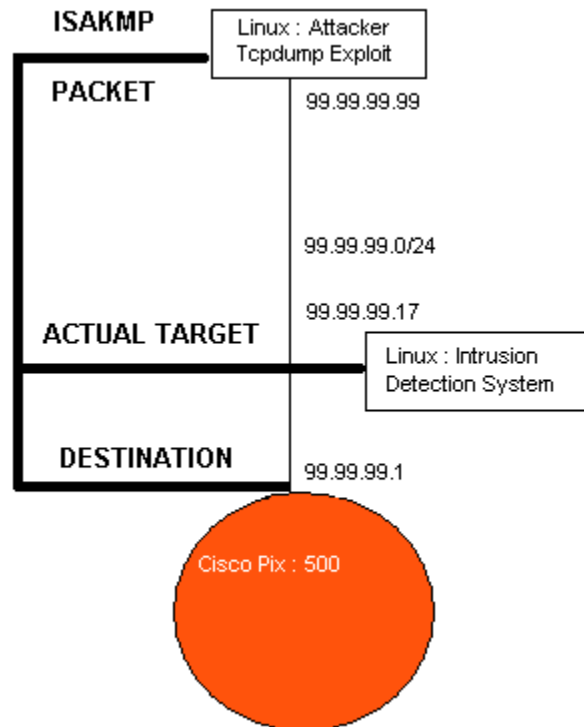 ISAKMP
Linux : Attacker
Tcpdump Exploit
PACKET
99.99.99.99
99.99.99.0/24
99.99.99.17
ACTUAL TARGET
Linux : Intrusion
Detection System
DESTINATION
99.99.99.1
Cisco Pix : 500